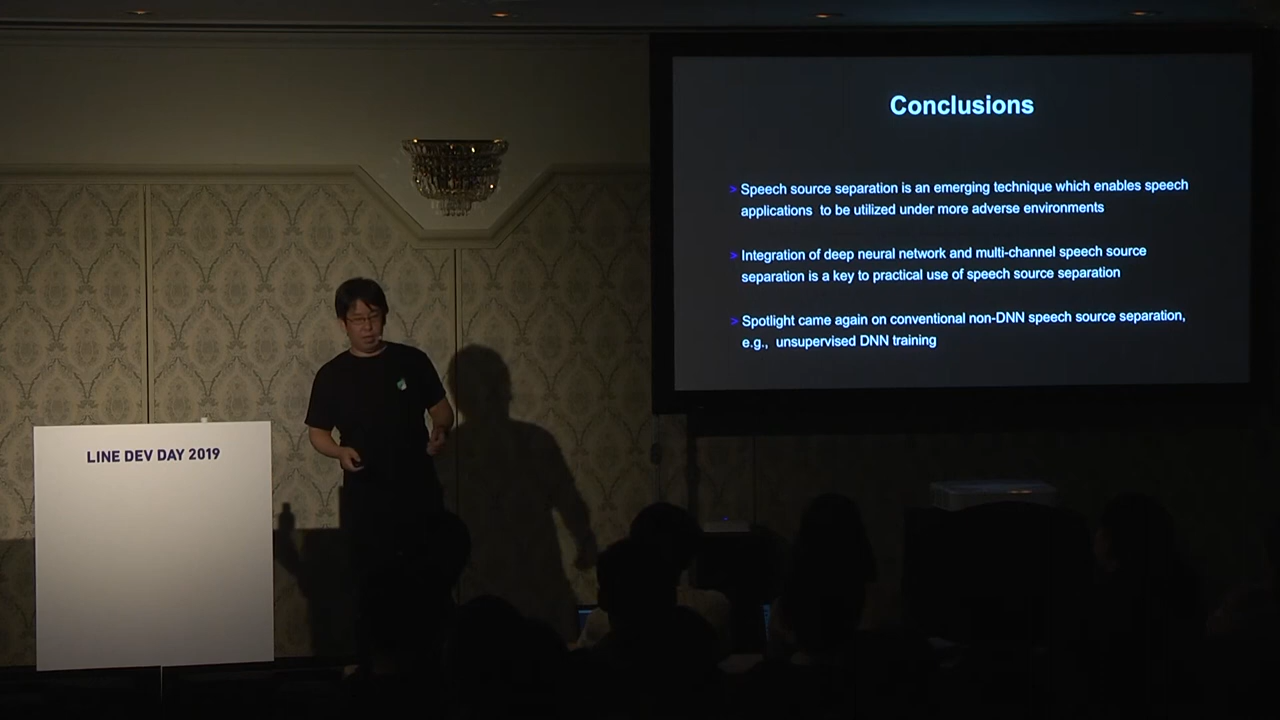 Conclusions
> Speech source separation is an emerging technique which enables speech
applications to be utilized under more adverse environments
> Integration of deep neural network and multi-channel speech source
separation is a key to practical use of speech source separation
> Spotlight came again on conventional non-DNN speech source separation,
e.g., unsupervised DNN training
LINE DEV DAY 2019